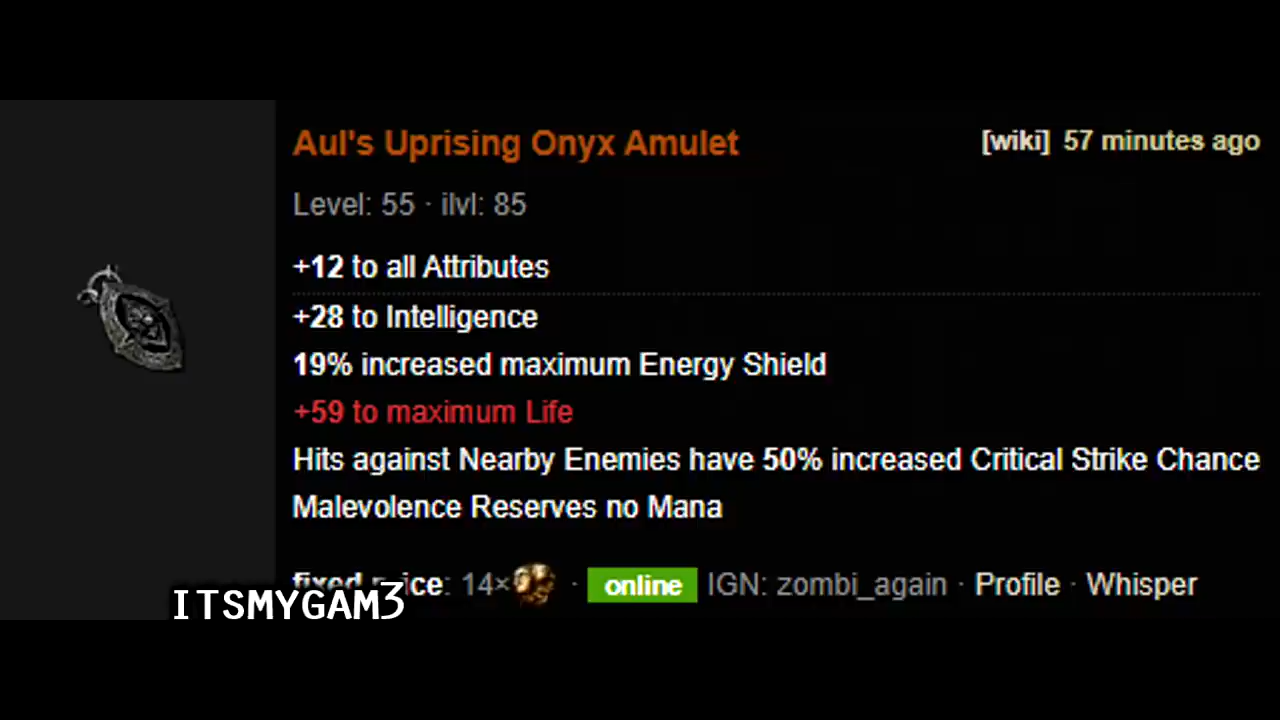 Aul's Uprising Onyx Amulet [wiki] 57 minutes ago
Level: 55 · ilvl: 85
+12 to all Attributes
+28 to Intelligence
19% increased maximum Energy Shield
+59 to maximum Life
Hits against Nearby Enemies have 50% increased Critical Strike Chance
Malevolence Reserves no Mana
fixed price: 14× · online IGN: zombi_again · Profile · Whisper
ITSMYGAM3